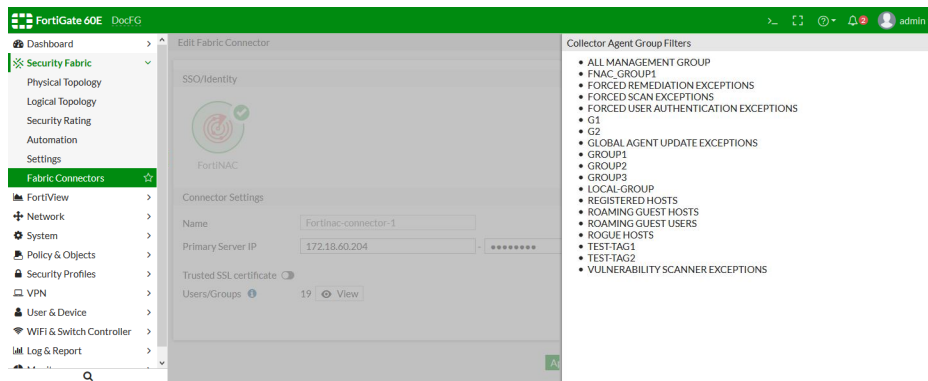 FortiGate 60E DocFG
>_ 2 admin
Dashboard
Security Fabric
Physical Topology
Logical Topology
Security Rating
Automation
Settings
Fabric Connectors
FortiView
Network
System
Policy & Objects
Security Profiles
VPN
User & Device
WiFi & Switch Controller
Log & Report
Edit Fabric Connector
SSO/Identity
FortiNAC
Connector Settings
Name Fortinac-connector-1
Primary Server IP 172.18.60.204 - ●●●●●●●●
Trusted SSL certificate
Users/Groups 19 View
Collector Agent Group Filters
• ALL MANAGEMENT GROUP
• FNAC_GROUP1
• FORCED REMEDIATION EXCEPTIONS
• FORCED SCAN EXCEPTIONS
• FORCED USER AUTHENTICATION EXCEPTIONS
• G1
• G2
• GLOBAL AGENT UPDATE EXCEPTIONS
• GROUP1
• GROUP2
• GROUP3
• LOCAL-GROUP
• REGISTERED HOSTS
• ROAMING GUEST HOSTS
• ROAMING GUEST USERS
• ROGUE HOSTS
• TEST-TAG1
• TEST-TAG2
• VULNERABILITY SCANNER EXCEPTIONS